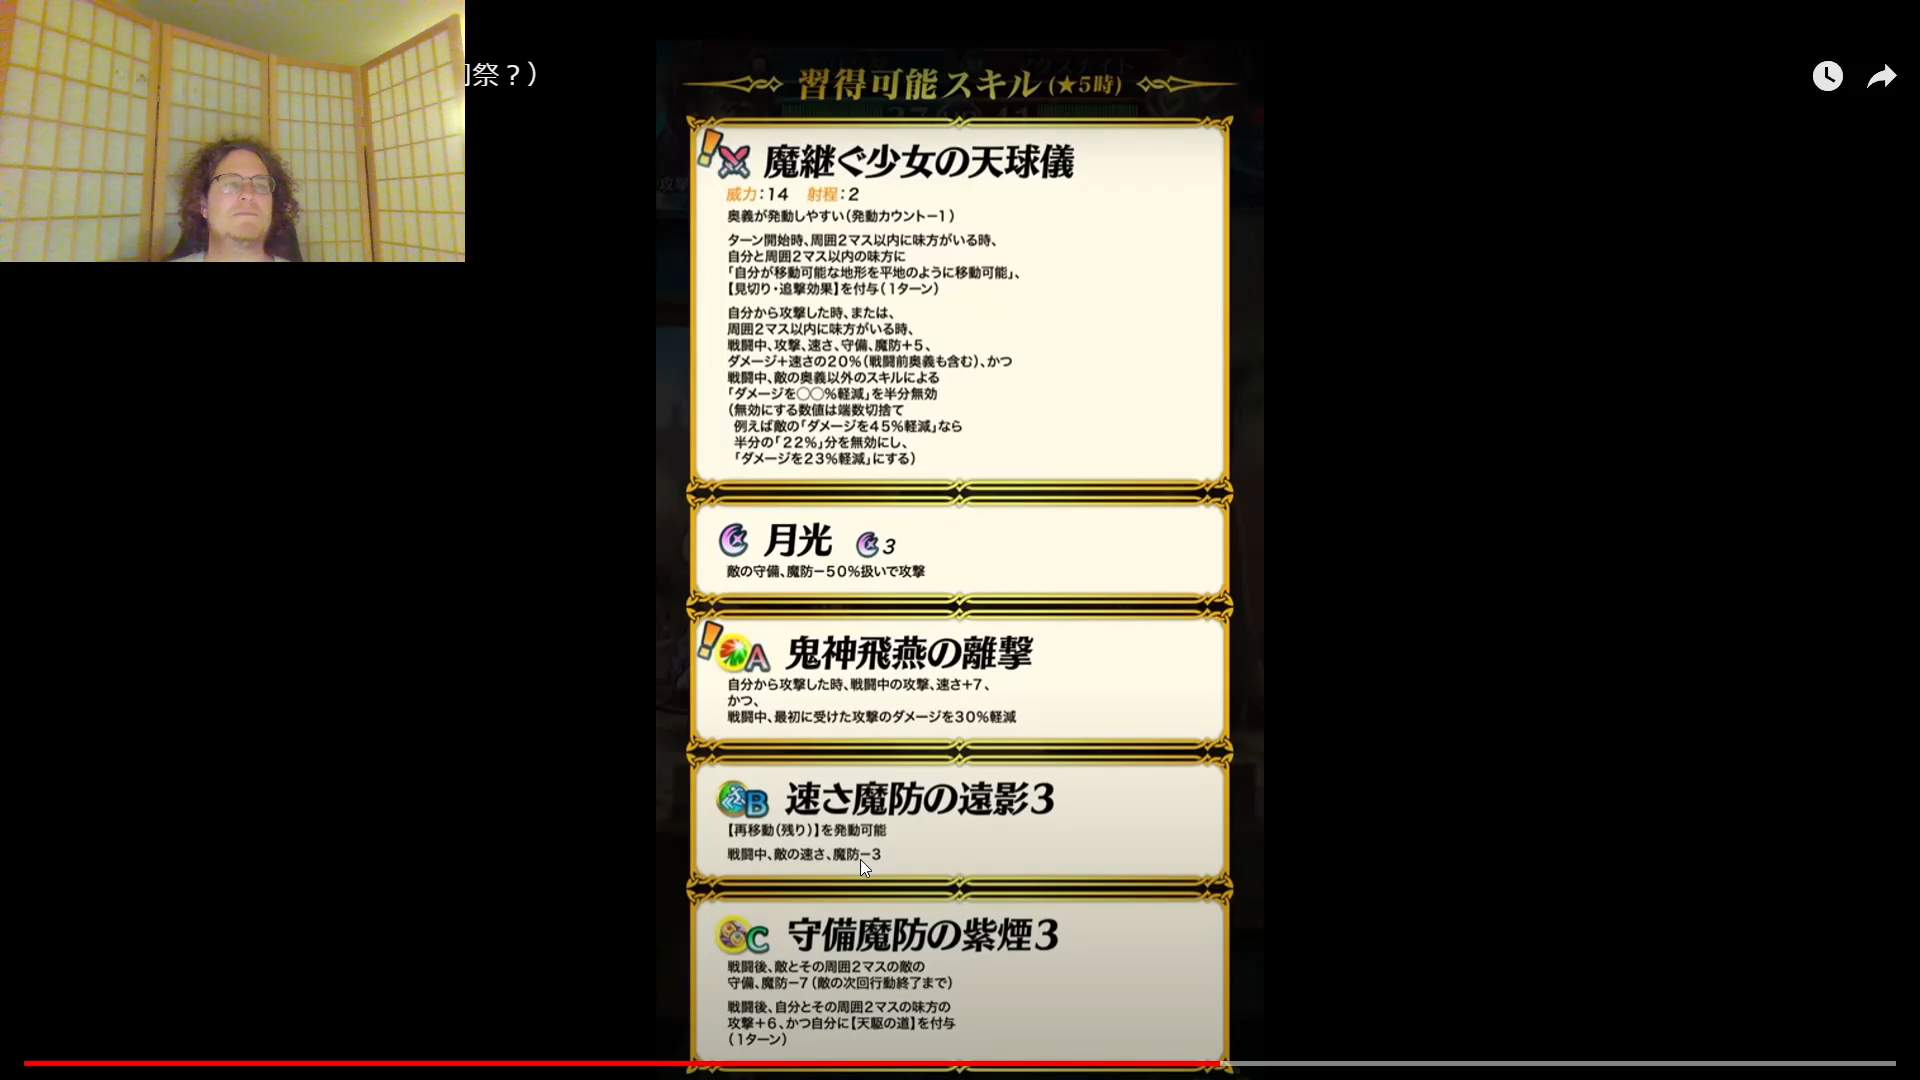 祭？）
習得可能スキル(★5時)
魔継ぐ少女の天球儀
威力：14 射程：2
奥義が発動しやすい（発動カウントー1）
ターン開始時、周囲2マス以内に味方がいる時、
自分と周囲2マス以内の味方に
「自分が移動可能な地形を平地のように移動可能」、
【見切り・追撃効果】を付与（1ターン）
自分から攻撃した時、または、
周囲2マス以内に味方がいる時、
戦闘中、攻撃、速さ、守備、魔防＋5、
ダメージ＋速さの20％（戦闘前奥義も含む）、かつ
戦闘中、敵の奥義以外のスキルによる
「ダメージを〇〇％軽減」を半分無効
（無効にする数値は端数切捨て
例えば敵の「ダメージを45％軽減」なら
半分の「22％」分を無効にし、
「ダメージを23％軽減」にする）
月光 3
敵の守備、魔防ー50％扱いで攻撃
A 鬼神飛燕の離撃
自分から攻撃した時、戦闘中の攻撃、速さ＋7、
かつ、
戦闘中、最初に受けた攻撃のダメージを30％軽減
B 速さ魔防の遠影3
【再移動（残り）】を発動可能
戦闘中、敵の速さ、魔防ー3
C 守備魔防の紫煙3
戦闘後、敵とその周囲2マスの敵の
守備、魔防ー7（敵の次回行動終了まで）
戦闘後、自分とその周囲2マスの味方の
攻撃＋6、かつ自分に【天駆の道】を付与
（1ターン）